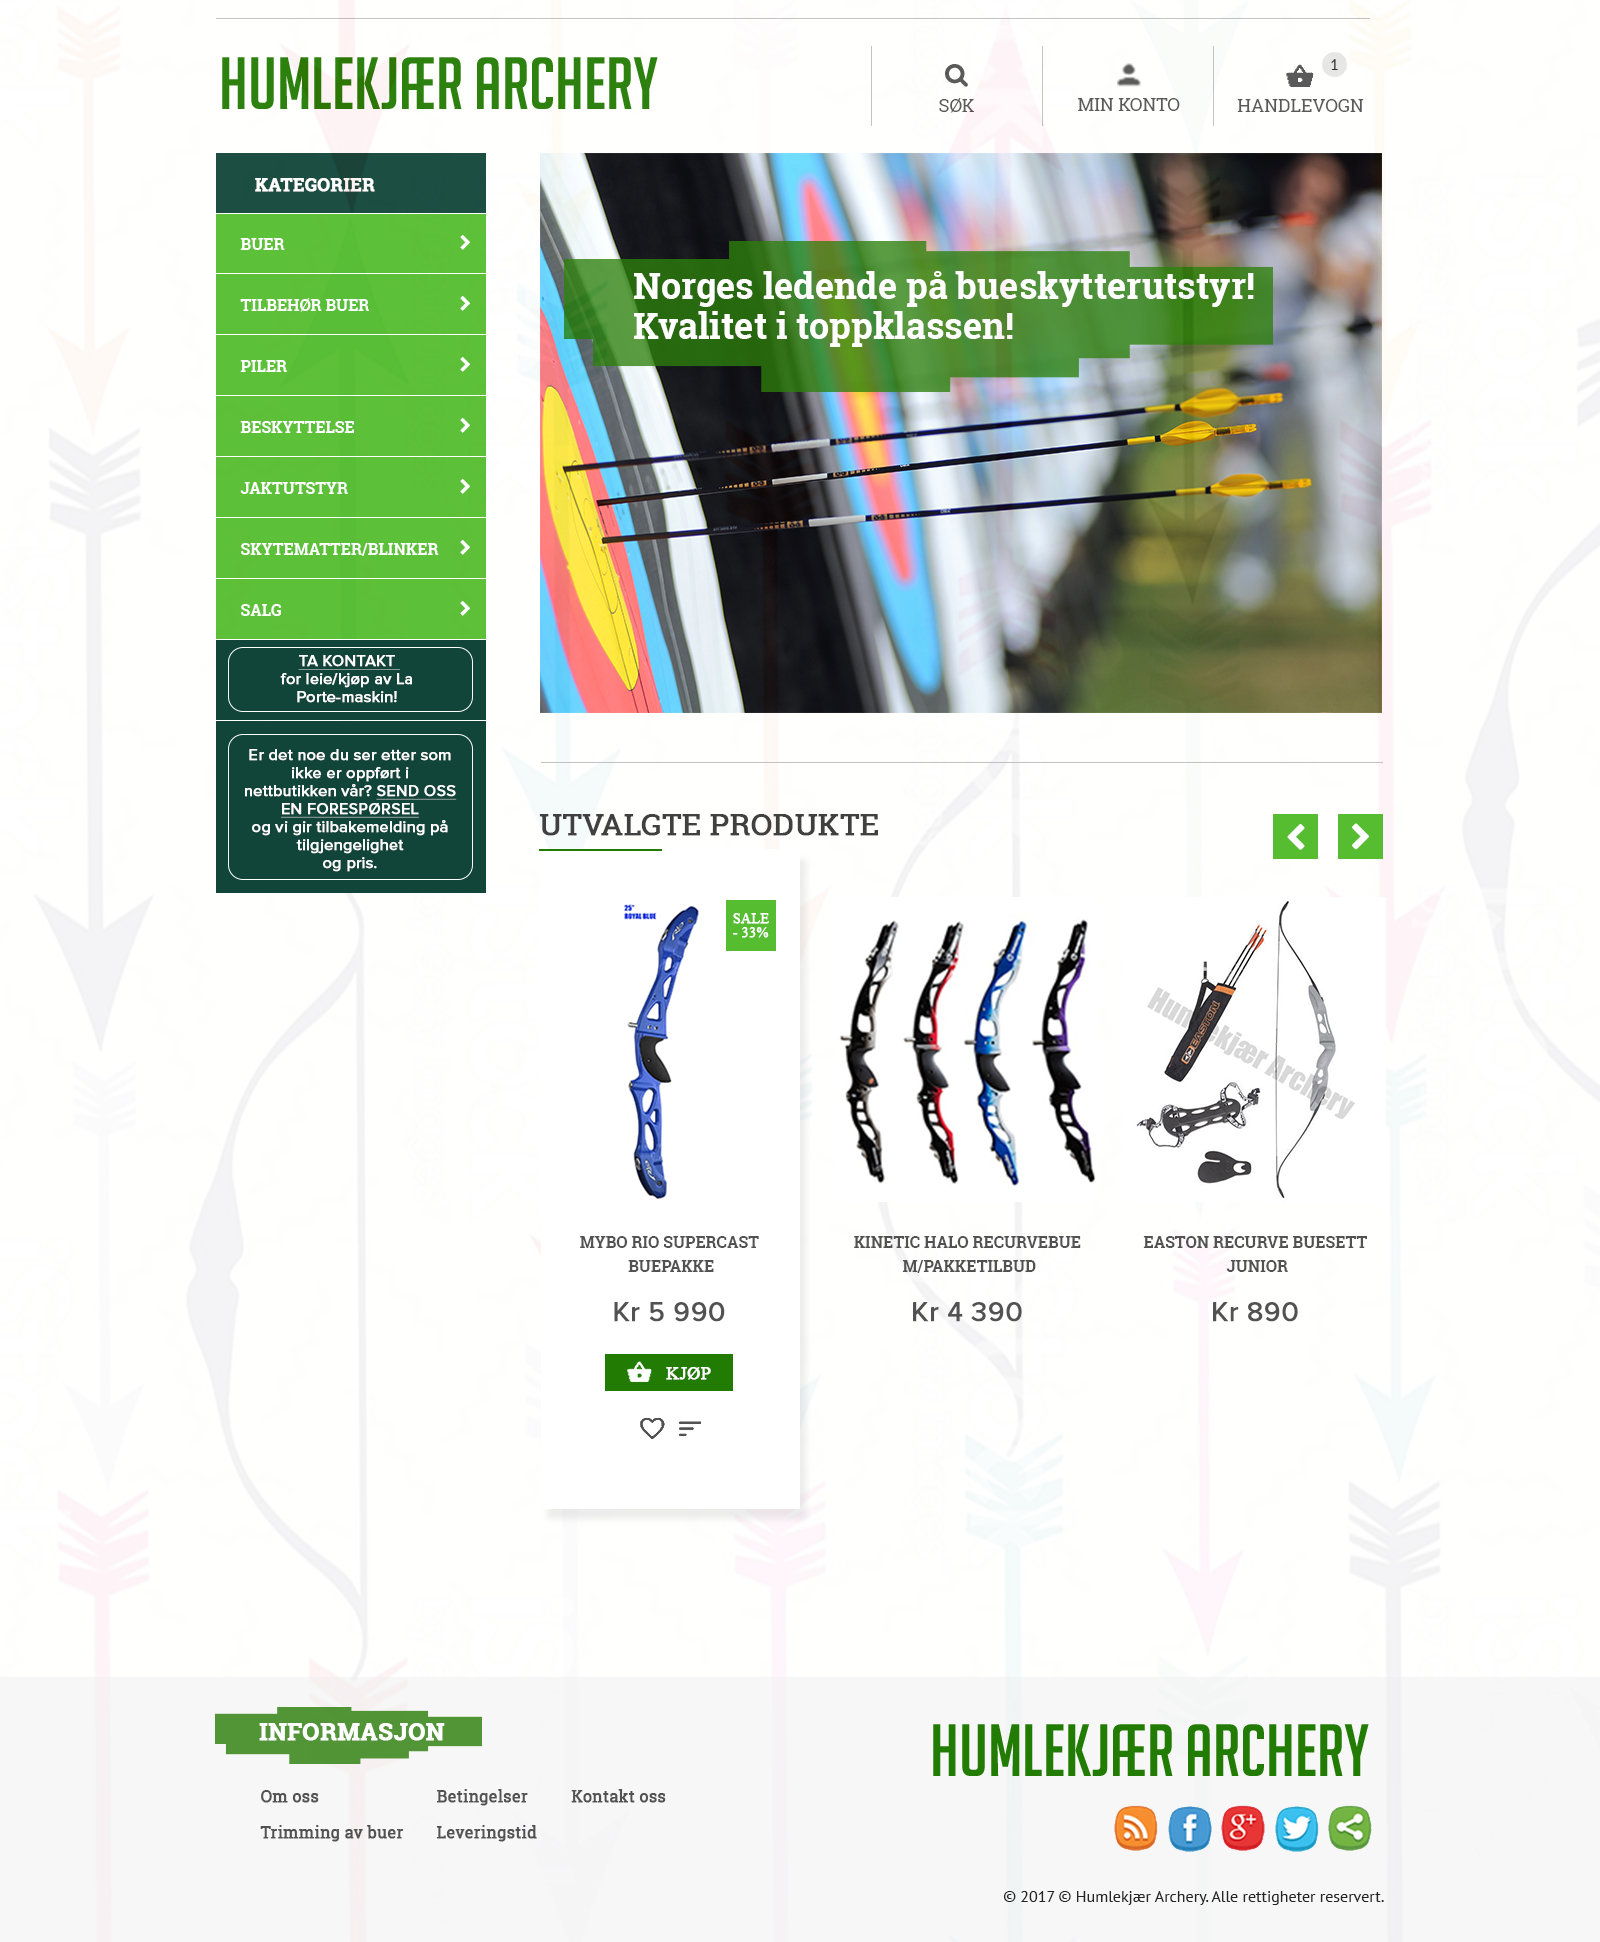 HUMLEKJÆR ARCHERY
SØK
MIN KONTO
1
HANDLEVOGN
KATEGORIER
BUER
TILBEHØR BUER
PILER
BESKYTTELSE
JAKTUTSTYR
SKYTEMATTER/BLINKER
SALG
TA KONTAKT
for leie/kjøp av La
Porte-maskin!
Er det noe du ser etter som
ikke er oppført i
nettbutikken vår? SEND OSS
EN FORESPØRSEL
og vi gir tilbakemelding på
tilgjengelighet
og pris.
Norges ledende på bueskytterutstyr!
Kvalitet i toppklassen!
UTVALGTE PRODUKTE
25"
ROYAL BLUE
SALE
- 33%
MYBO RIO SUPERCAST
BUEPAKKE
Kr 5 990
KJØP
KINETIC HALO RECURVEBUE
M/PAKKETILBUD
Kr 4 390
EASTON
Humlekjær Archery
EASTON RECURVE BUESETT
JUNIOR
Kr 890
INFORMASJON
Om oss
Betingelser
Kontakt oss
Trimming av buer
Leveringstid
HUMLEKJÆR ARCHERY
© 2017 © Humlekjær Archery. Alle rettigheter reservert.